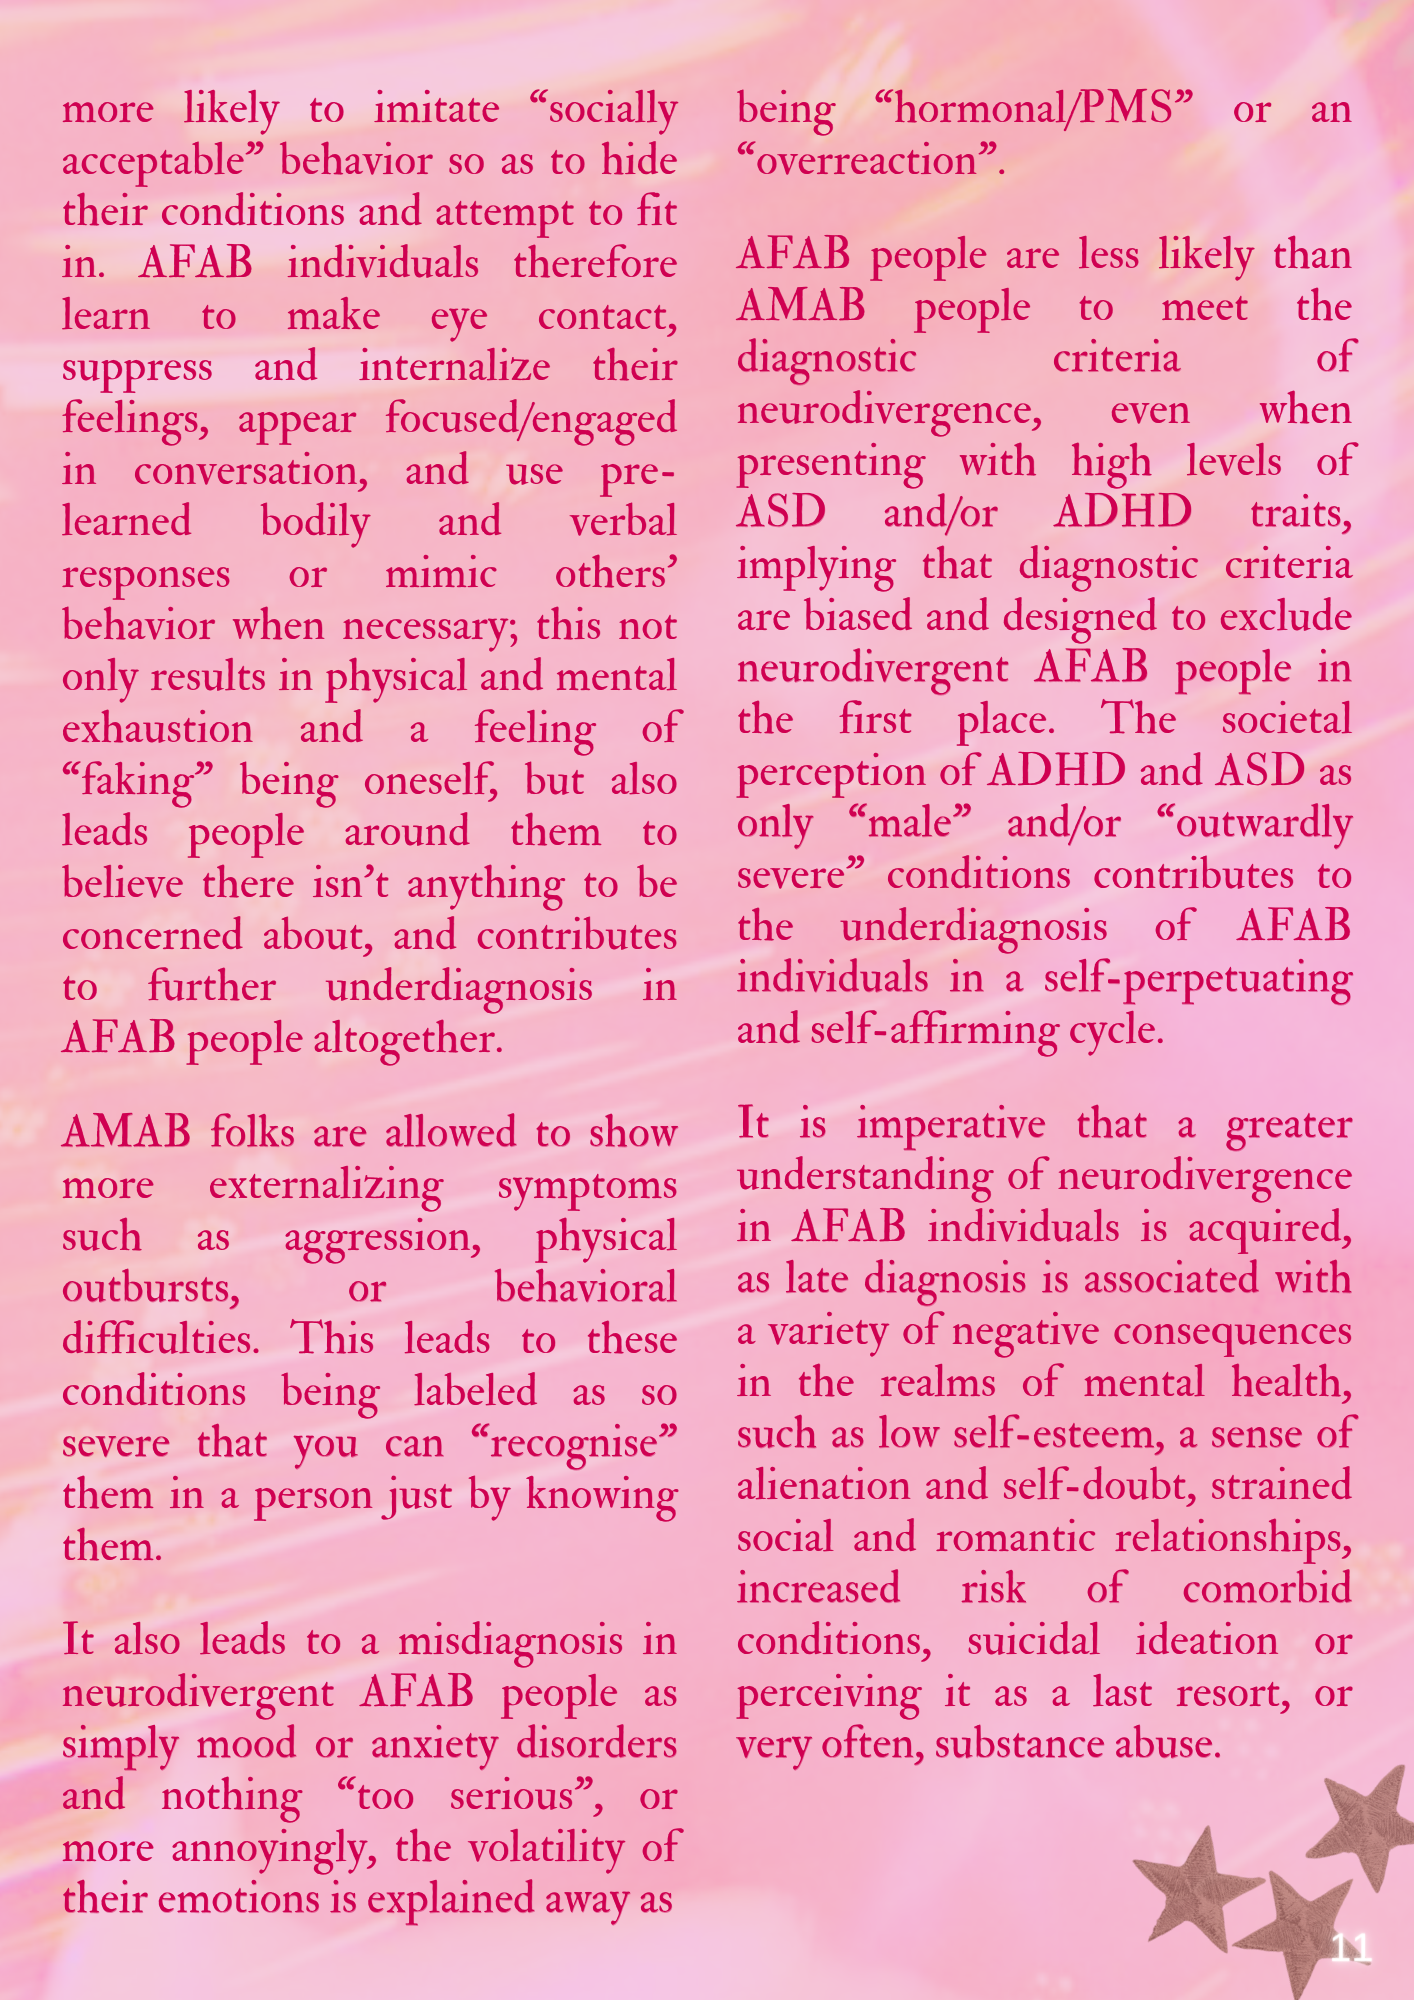 more likely to imitate “socially
acceptable” behavior so as to hide
their conditions and attempt to fit
in. AFAB individuals therefore
learn to make eye contact,
suppress and internalize their
feelings, appear focused/engaged
in conversation, and use pre-
learned bodily and verbal
responses or mimic others’
behavior when necessary; this not
only results in physical and mental
exhaustion and a feeling of
“faking” being oneself, but also
leads people around them to
believe there isn’t anything to be
concerned about, and contributes
to further underdiagnosis in
AFAB people altogether.
AMAB folks are allowed to show
more externalizing symptoms
such as aggression, physical
outbursts, or behavioral
difficulties. This leads to these
conditions being labeled as so
severe that you can “recognise”
them in a person just by knowing
them.
It also leads to a misdiagnosis in
neurodivergent AFAB people as
simply mood or anxiety disorders
and nothing “too serious”, or
more annoyingly, the volatility of
their emotions is explained away as
being “hormonal/PMS” or an
“overreaction”.
AFAB people are less likely than
AMAB people to meet the
diagnostic criteria of
neurodivergence, even when
presenting with high levels of
ASD and/or ADHD traits,
implying that diagnostic criteria
are biased and designed to exclude
neurodivergent AFAB people in
the first place. The societal
perception of ADHD and ASD as
only “male” and/or “outwardly
severe” conditions contributes to
the underdiagnosis of AFAB
individuals in a self-perpetuating
and self-affirming cycle.
It is imperative that a greater
understanding of neurodivergence
in AFAB individuals is acquired,
as late diagnosis is associated with
a variety of negative consequences
in the realms of mental health,
such as low self-esteem, a sense of
alienation and self-doubt, strained
social and romantic relationships,
increased risk of comorbid
conditions, suicidal ideation or
perceiving it as a last resort, or
very often, substance abuse.
11